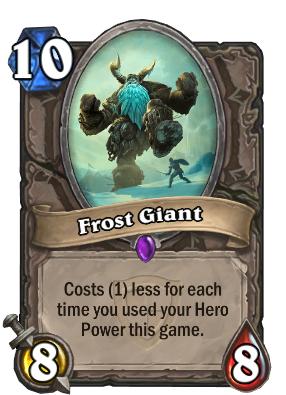 10
Frost Giant
Costs (1) less for each
time you used your Hero
Power this game.
8
8